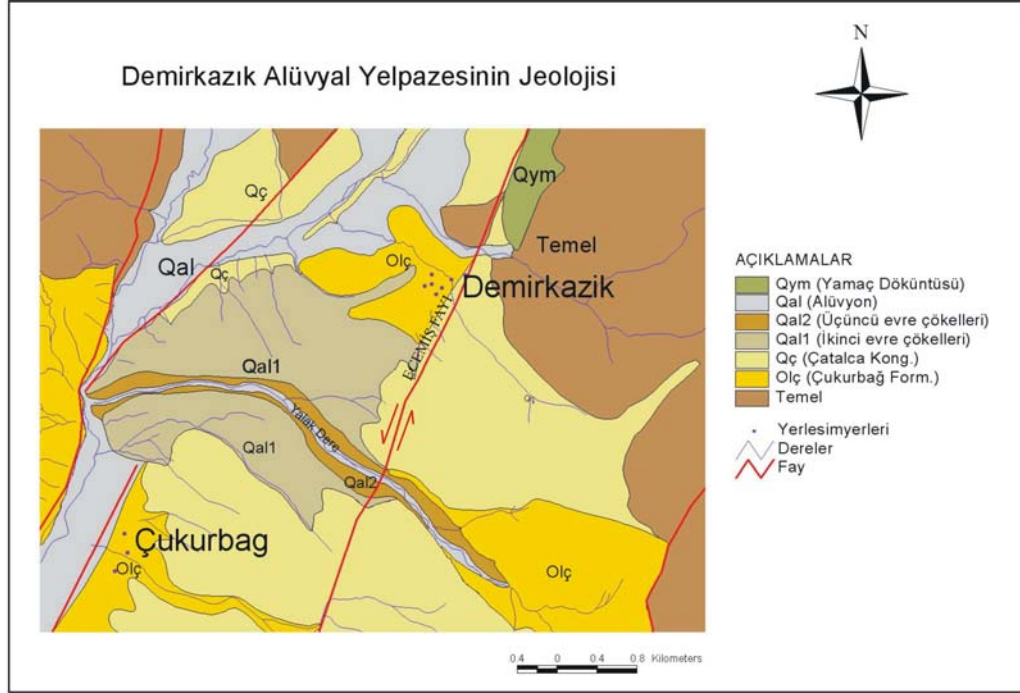 Demirkazık Alüvyal Yelpazesinin Jeolojisi
N
Qym
Qç
Temel
Qal
Qç
Olç
Demirkazik
ECEMİŞ FAYI
Qal1
Yalak Dere
Qal1
Qal2
Çukurbag
Olç
Olç
AÇIKLAMALAR
Qym (Yamaç Döküntüsü)
Qal (Alüvyon)
Qal2 (Üçüncü evre çökelleri)
Qal1 (İkinci evre çökelleri)
Qç (Çatalca Kong.)
Olç (Çukurbağ Form.)
Temel
Yerlesimyerleri
Dereler
Fay
0.4 0 0.4 0.8 Kilometers